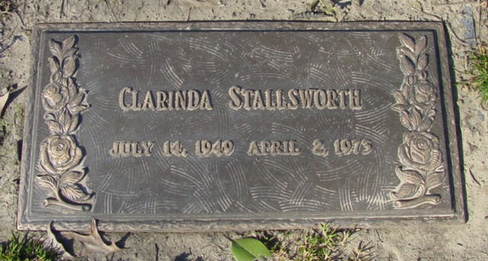 CLARINDA STALLSWORTH
JULY 14, 1949 APRIL 2, 1975